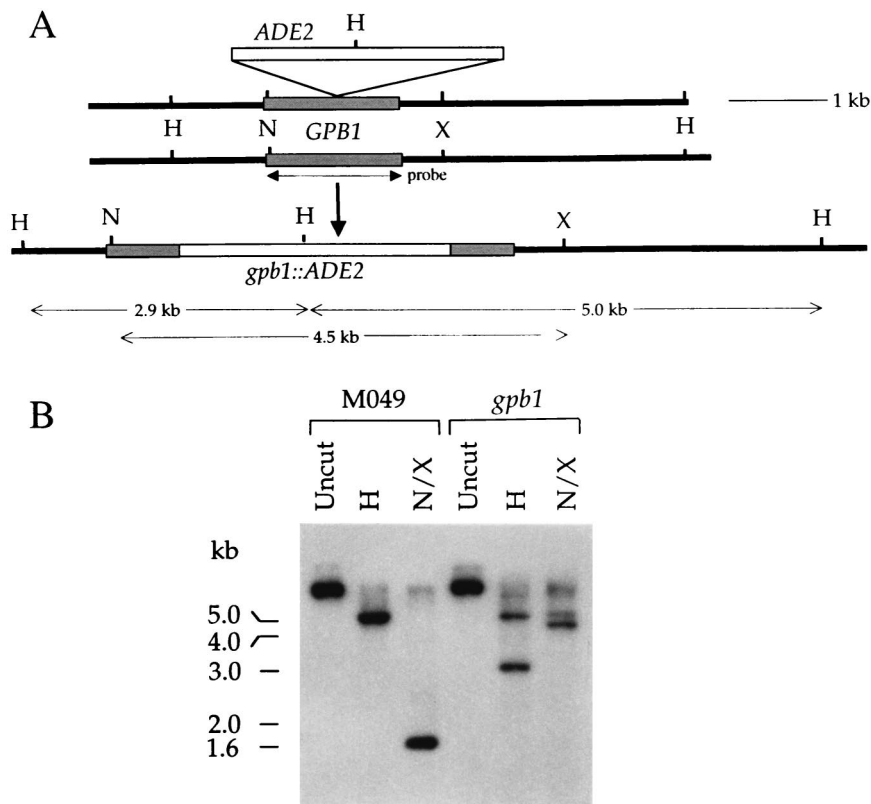 A
ADE2
H
1 kb
H N GPB1 X H
probe
H N H X H
gpb1::ADE2
2.9 kb 5.0 kb
4.5 kb
B
M049 gpb1
Uncut H N/X Uncut H N/X
kb
5.0
4.0
3.0
2.0
1.6